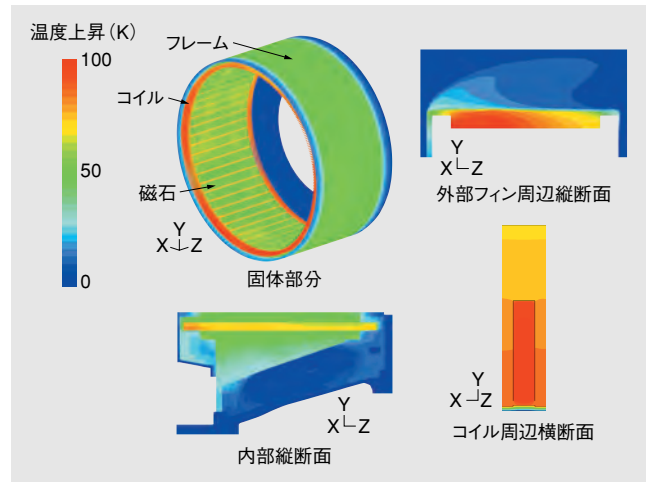 温度上昇(K)
100
50
0
フレーム
コイル
磁石
Y
X Z
固体部分
Y
X Z
外部フィン周辺縦断面
Y
X Z
内部縦断面
Y
X Z
コイル周辺横断面